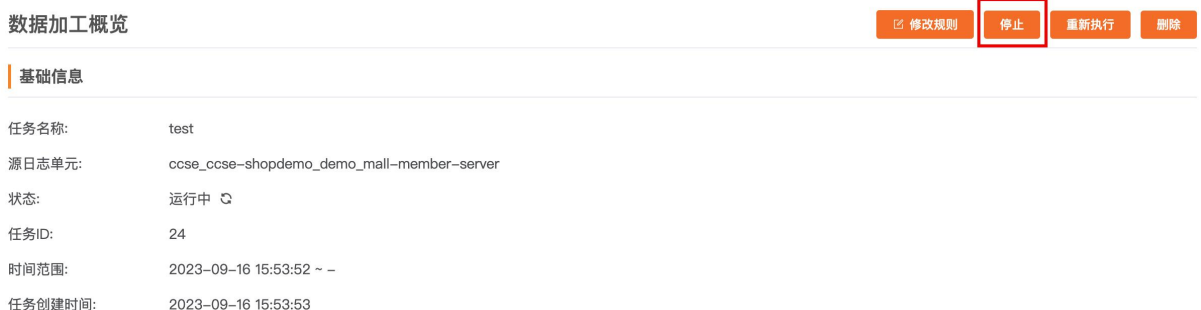 数据加工概览 修改规则 停止 重新执行 删除
基础信息
任务名称: test
源日志单元: ccse_ccse-shopdemo_demo_mall-member-server
状态: 运行中
任务ID: 24
时间范围: 2023-09-16 15:53:52 ~ -
任务创建时间: 2023-09-16 15:53:53